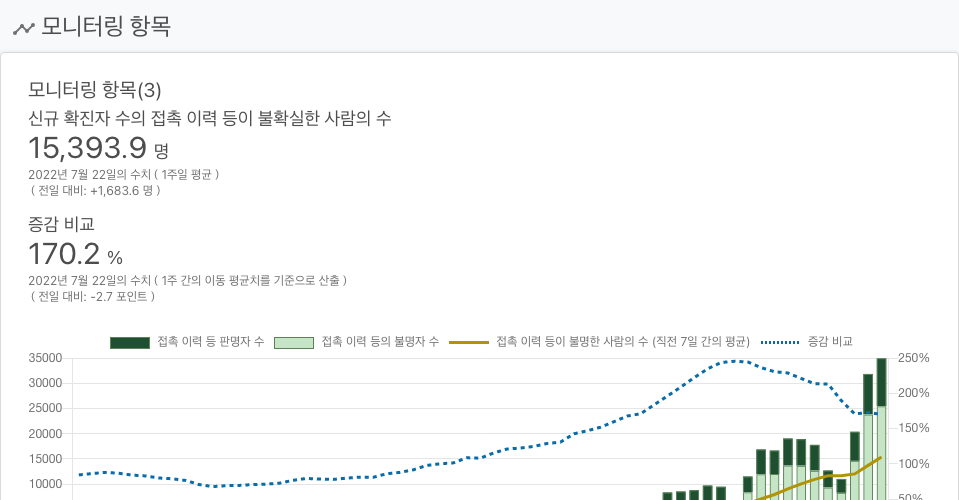 모니터링 항목
모니터링 항목(3)
신규 확진자 수의 접촉 이력 등이 불확실한 사람의 수
15,393.9 명
2022년 7월 22일의 수치 ( 1주일 평균 )
( 전일 대비: +1,683.6 명 )
증감 비교
170.2 %
2022년 7월 22일의 수치 ( 1주 간의 이동 평균치를 기준으로 산출 )
( 전일 대비: -2.7 포인트 )
접촉 이력 등 판명자 수 접촉 이력 등의 불명자 수 접촉 이력 등이 불명한 사람의 수 (직전 7일 간의 평균) 증감 비교
35000 250%
30000
25000 200%
20000 150%
15000
10000 100%
50%